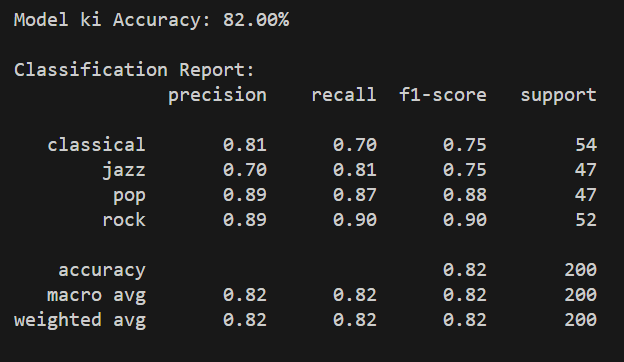 Model ki Accuracy: 82.00%
Classification Report:
precision recall f1-score support
classical 0.81 0.70 0.75 54
jazz 0.70 0.81 0.75 47
pop 0.89 0.87 0.88 47
rock 0.89 0.90 0.90 52
accuracy 0.82 200
macro avg 0.82 0.82 0.82 200
weighted avg 0.82 0.82 0.82 200